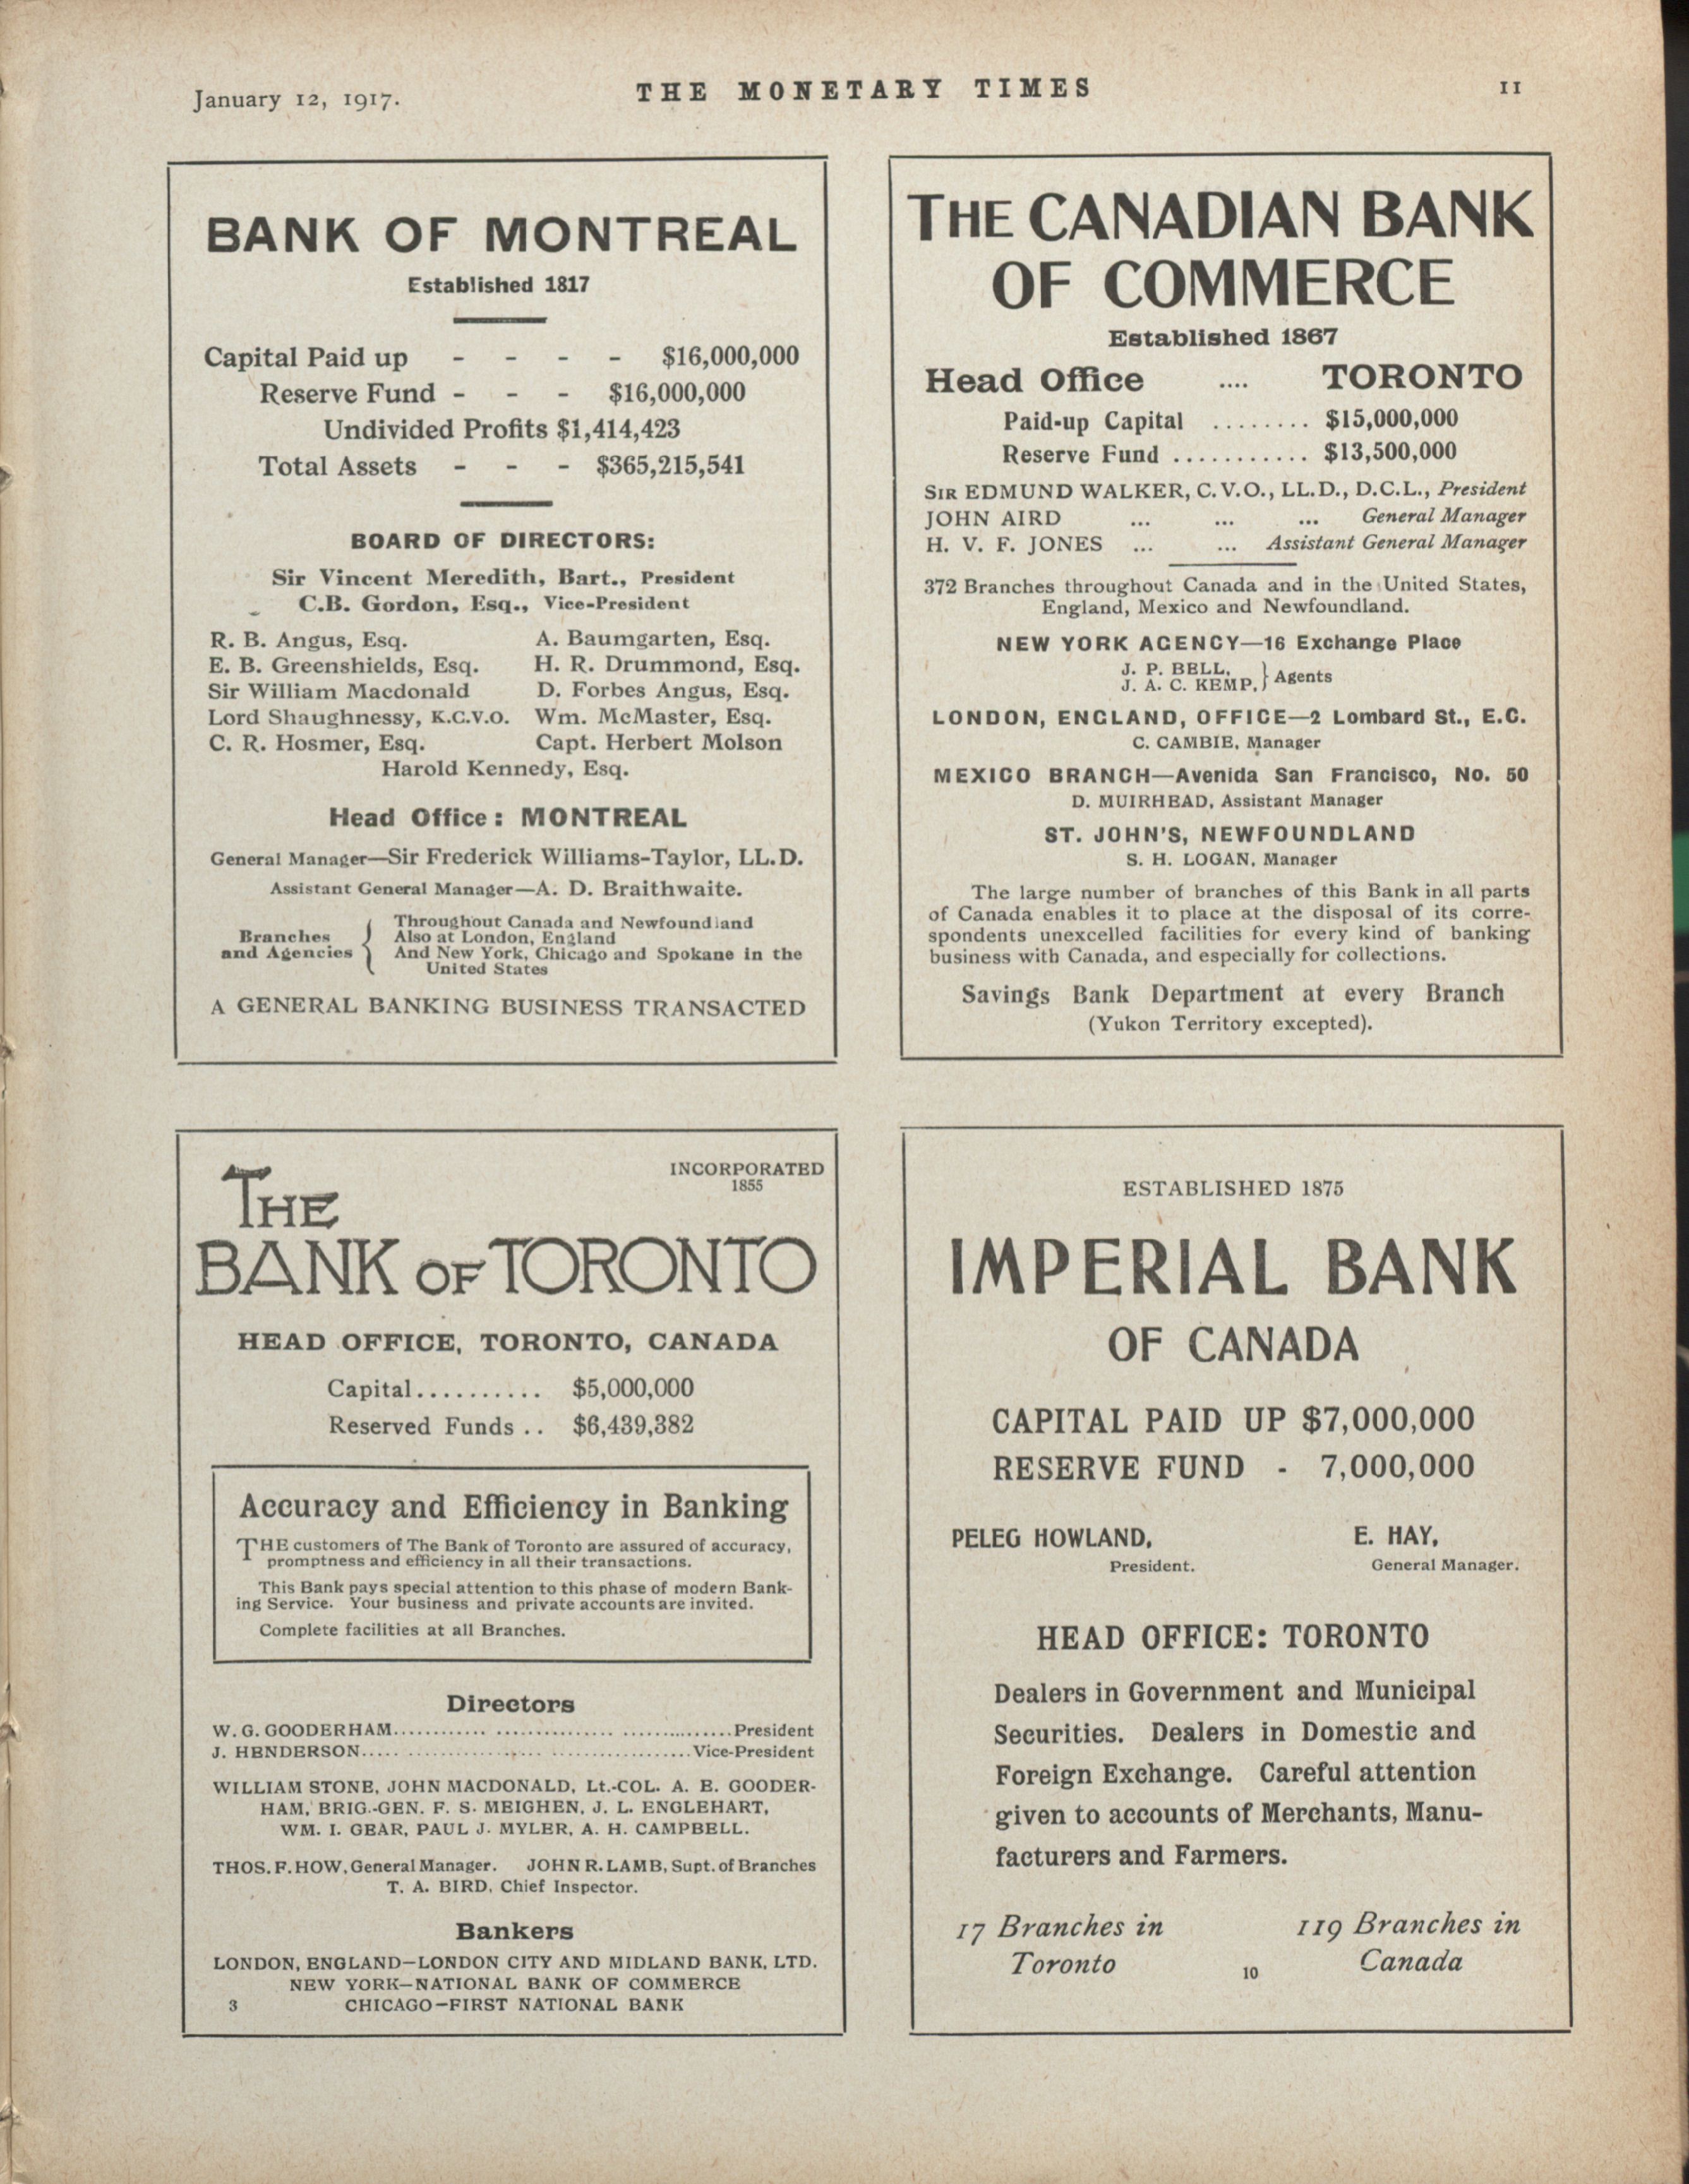 January 12, 1917.
THE MONETARY TIMES
11
BANK OF MONTREAL
Established 1817
Capital Paid up - - - - $16,000,000
Reserve Fund - - - $16,000,000
Undivided Profits $1,414,423
Total Assets - - - $365,215,541
BOARD OF DIRECTORS:
Sir Vincent Meredith, Bart., President
C.B. Gordon, Esq., Vice-President
R. B. Angus, Esq. A. Baumgarten, Esq.
E. B. Greenshields, Esq. H. R. Drummond, Esq.
Sir William Macdonald D. Forbes Angus, Esq.
Lord Shaughnessy, K.C.V.O. Wm. McMaster, Esq.
C. R. Hosmer, Esq. Capt. Herbert Molson
Harold Kennedy, Esq.
Head Office: MONTREAL
General Manager—Sir Frederick Williams-Taylor, LL.D.
Assistant General Manager—A. D. Braithwaite.
Branches and Agencies
Throughout Canada and Newfoundland
Also at London, England
And New York, Chicago and Spokane in the
United States
A GENERAL BANKING BUSINESS TRANSACTED
THE CANADIAN BANK
OF COMMERCE
Established 1867
Head Office .... TORONTO
Paid-up Capital ........ $15,000,000
Reserve Fund ........... $13,500,000
SIR EDMUND WALKER, C.V.O., LL.D., D.C.L., President
JOHN AIRD ... ... ... General Manager
H. V. F. JONES ... ... Assistant General Manager
372 Branches throughout Canada and in the United States,
England, Mexico and Newfoundland.
NEW YORK AGENCY—16 Exchange Place
J. P. BELL,
J. A. C. KEMP, } Agents
LONDON, ENGLAND, OFFICE—2 Lombard St., E.C.
C. CAMBIE, Manager
MEXICO BRANCH—Avenida San Francisco, No. 50
D. MUIRHEAD, Assistant Manager
ST. JOHN'S, NEWFOUNDLAND
S. H. LOGAN, Manager
The large number of branches of this Bank in all parts
of Canada enables it to place at the disposal of its corre-
spondents unexcelled facilities for every kind of banking
business with Canada, and especially for collections.
Savings Bank Department at every Branch
(Yukon Territory excepted).
INCORPORATED
1855
THE
BANK OF TORONTO
HEAD OFFICE, TORONTO, CANADA
Capital.......... $5,000,000
Reserved Funds .. $6,439,382
Accuracy and Efficiency in Banking
THE customers of The Bank of Toronto are assured of accuracy,
promptness and efficiency in all their transactions.
This Bank pays special attention to this phase of modern Bank-
ing Service. Your business and private accounts are invited.
Complete facilities at all Branches.
Directors
W. G. GOODERHAM.......................................President
J. HENDERSON.......................................Vice-President
WILLIAM STONE, JOHN MACDONALD, Lt.-COL. A. E. GOODER-
HAM, BRIG.-GEN. F. S. MEIGHEN, J. L. ENGLEHART,
WM. I. GEAR, PAUL J. MYLER, A. H. CAMPBELL.
THOS. F. HOW, General Manager. JOHN R. LAMB, Supt. of Branches
T. A. BIRD, Chief Inspector.
Bankers
LONDON, ENGLAND—LONDON CITY AND MIDLAND BANK, LTD.
NEW YORK—NATIONAL BANK OF COMMERCE
3 CHICAGO—FIRST NATIONAL BANK
ESTABLISHED 1875
IMPERIAL BANK
OF CANADA
CAPITAL PAID UP $7,000,000
RESERVE FUND - 7,000,000
PELEG HOWLAND, E. HAY,
President. General Manager.
HEAD OFFICE: TORONTO
Dealers in Government and Municipal
Securities. Dealers in Domestic and
Foreign Exchange. Careful attention
given to accounts of Merchants, Manu-
facturers and Farmers.
17 Branches in 119 Branches in
Toronto 10 Canada